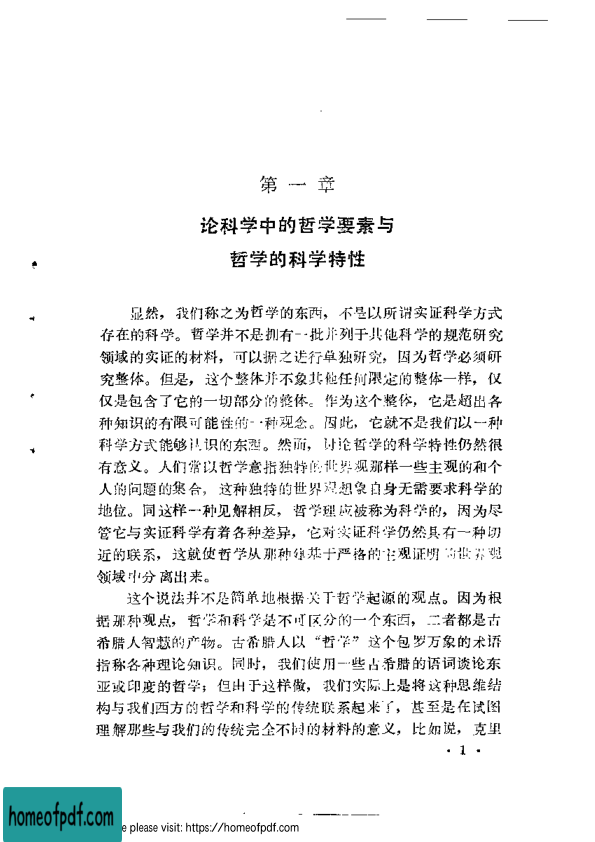 第一章
论科学中的哲学要素与
哲学的科学特性
显然，我们称之为哲学的东西，不是以所谓实证科学方式
存在的科学。哲学并不是拥有一批并列于其他科学的规范研究
领域的实证的材料，可以据之进行单独研究，因为哲学必须研
究整体。但是，这个整体并不象其他任何限定的整体一样，仅
仅是包含了它的一切部分的整体。作为这个整体，它是超出各
种知识的有限可能性的一种观念。因此，它就不是我们以一种
科学方式能够认识的东西。然而，讨论哲学的科学特性仍然很
有意义。人们常以哲学意指独特的世界观那样一些主观的和个
人的问题的集合，这种独特的世界观想象自身无需要求科学的
地位。同这样一种见解相反，哲学理应被称为科学的，因为尽
管它与实证科学有着各种差异，它对实证科学仍然具有一种切
近的联系，这就使哲学从那种基于严格的主观证明的世界观
领域中分离出来。
这个说法并不是简单地根据关于哲学起源的观点。因为根
据那种观点，哲学和科学是不可区分的一个东西，二者都是古
希腊人智慧的产物。古希腊人以“哲学”这个包罗万象的术语
指称各种理论知识。同时，我们使用一些古希腊的语词谈论东
亚或印度的哲学；但由于这样做，我们实际上是将这种思维结
构与我们西方的哲学和科学的传统联系起来了，甚至是在试图
理解那些与我们的传统完全不同的材料的意义，比如说，克里
·1·
homeofpdf.com
e please visit: https://homeofpdf.com